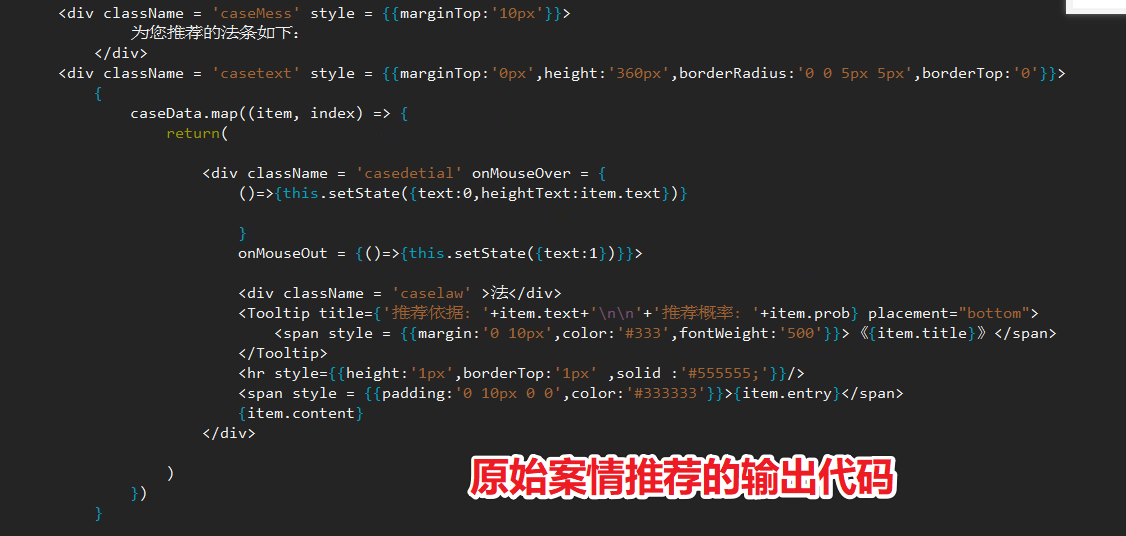 <div className = 'caseMess' style = {{marginTop:'10px'}}>
为您推荐的法条如下：
</div>
<div className = 'casetext' style = {{marginTop:'0px',height:'360px',borderRadius:'0 0 5px 5px',borderTop:'0'}}>
{
caseData.map((item, index) => {
return(
<div className = 'casedetial' onMouseOver = {
()=>{this.setState({text:0,heightText:item.text})}
}
onMouseOut = {()=>{this.setState({text:1})}}>
<div className = 'caselaw' >法</div>
<Tooltip title={'推荐依据: '+item.text+'\n\n'+'推荐概率: '+item.prob} placement="bottom">
<span style = {{margin:'0 10px',color:'#333',fontWeight:'500'}}>《{item.title}》</span>
</Tooltip>
<hr style={{height:'1px',borderTop:'1px' ,solid :'#555555;'}}/>
<span style = {{padding:'0 10px 0 0',color:'#333333'}}>{item.entry}</span>
{item.content}
</div>
)
})
}
原始案情推荐的输出代码